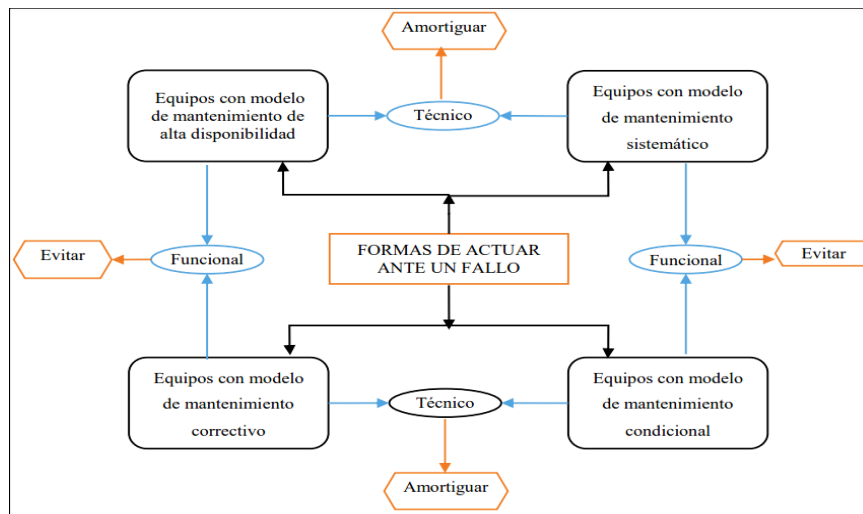 Amortiguar
Equipos con modelo
de mantenimiento de
alta disponibilidad
Técnico
Equipos con modelo
de mantenimiento
sistemático
Evitar
Funcional
FORMAS DE ACTUAR
ANTE UN FALLO
Funcional
Evitar
Equipos con modelo
de mantenimiento
correctivo
Técnico
Equipos con modelo
de mantenimiento
condicional
Amortiguar